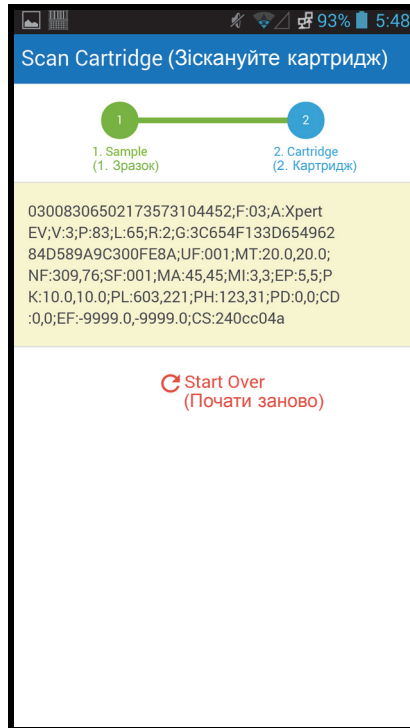 93% 5:48
Scan Cartridge (Зіскануйте картридж)
1 2
1. Sample 2. Cartridge
(1. Зразок) (2. Картридж)
03008306502173573104452;F:03;A:Xpert
EV;V:3;P:83;L:65;R:2;G:3C654F133D654962
84D589A9C300FE8A;UF:001;MT:20.0,20.0;
NF:309,76;SF:001;MA:45,45;MI:3,3;EP:5,5;P
K:10.0,10.0;PL:603,221;PH:123,31;PD:0,0;CD
:0,0;EF:-9999.0,-9999.0;CS:240cc04a
Start Over
(Почати заново)